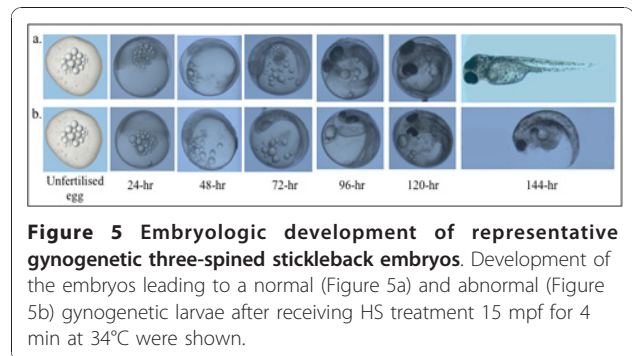 a.
b.
Unfertilised
egg
24-hr
48-hr
72-hr
96-hr
120-hr
144-hr
Figure 5 Embryologic development of representative
gynogenetic three-spined stickleback embryos. Development of
the embryos leading to a normal (Figure 5a) and abnormal (Figure
5b) gynogenetic larvae after receiving HS treatment 15 mpf for 4
min at 34°C were shown.